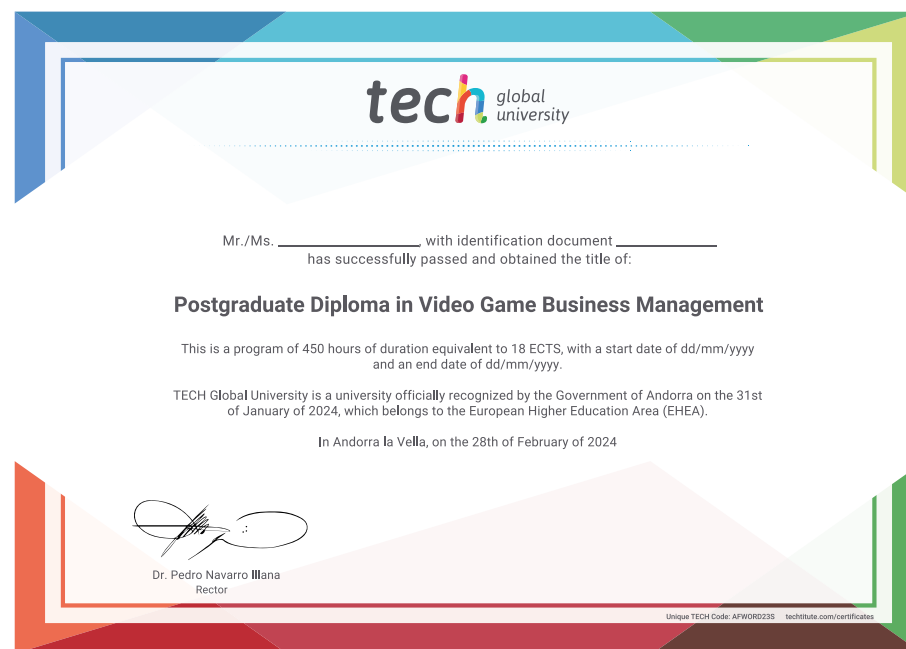 tech global
university
Mr./Ms. ____________________, with identification document ______________
has successfully passed and obtained the title of:
Postgraduate Diploma in Video Game Business Management
This is a program of 450 hours of duration equivalent to 18 ECTS, with a start date of dd/mm/yyyy
and an end date of dd/mm/yyyy.
TECH Global University is a university officially recognized by the Government of Andorra on the 31st
of January of 2024, which belongs to the European Higher Education Area (EHEA).
In Andorra la Vella, on the 28th of February of 2024
Dr. Pedro Navarro Illana
Rector
Unique TECH Code: AFWORD23S techtitute.com/certificates